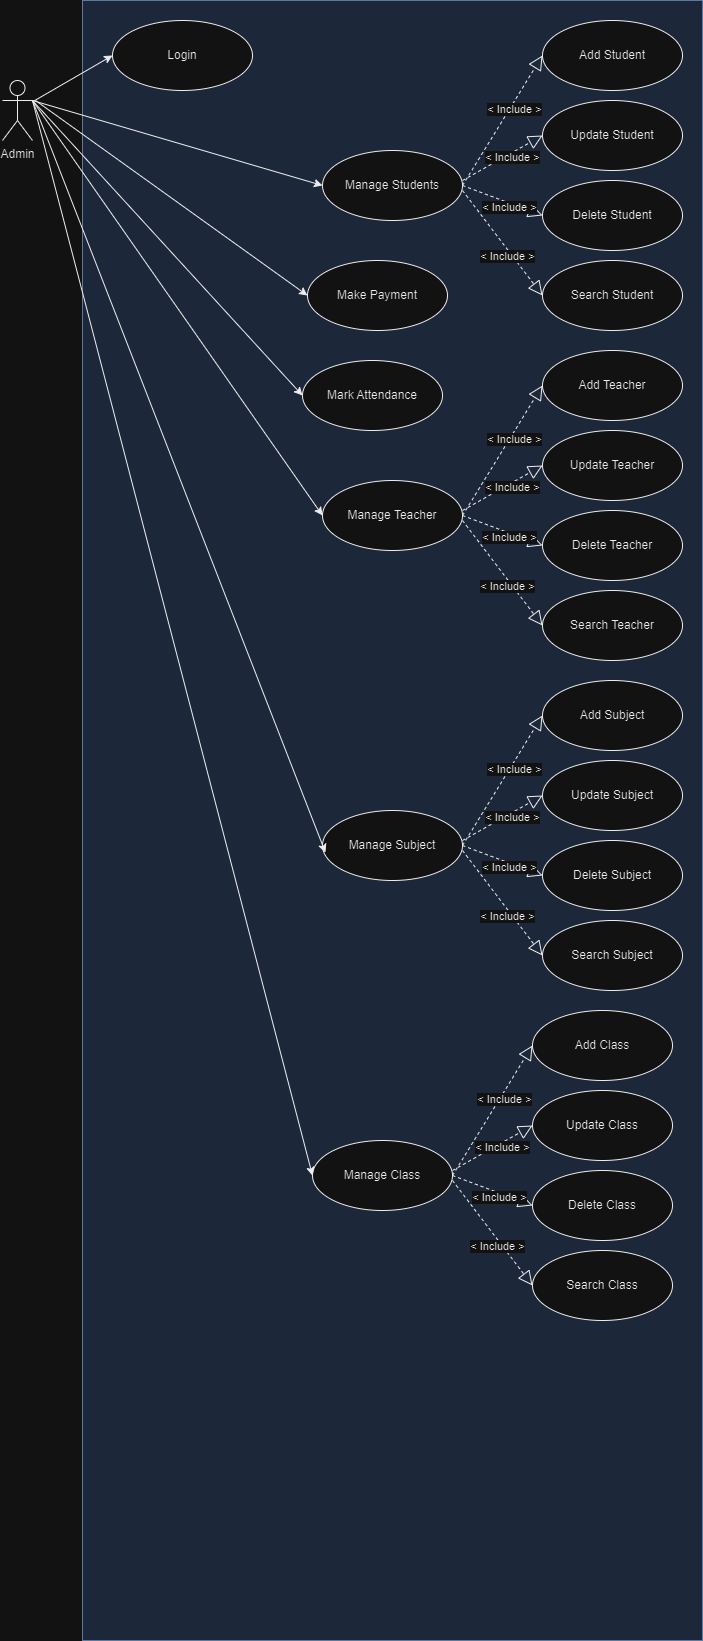 Login
Admin
Add Student
< Include >
Update Student
< Include >
Manage Students
< Include >
Delete Student
< Include >
Search Student
Make Payment
Mark Attendance
Add Teacher
< Include >
Update Teacher
< Include >
Manage Teacher
< Include >
Delete Teacher
< Include >
Search Teacher
Add Subject
< Include >
Update Subject
< Include >
Manage Subject
< Include >
Delete Subject
< Include >
Search Subject
Add Class
< Include >
Update Class
< Include >
Manage Class
< Include >
Delete Class
< Include >
Search Class